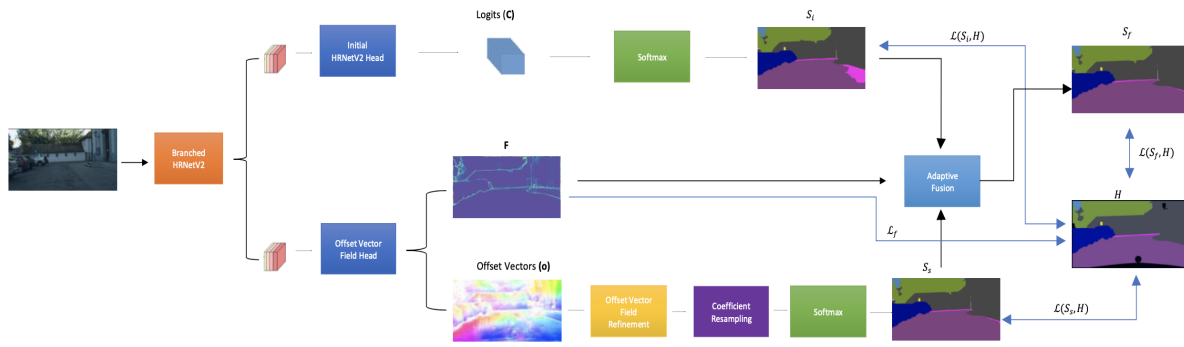 Logits (C)
Initial
HRNetV2 Head
Softmax
S_i
ℒ(S_i, H)
S_f
Branched
HRNetV2
F
Adaptive
Fusion
ℒ(S_f, H)
H
Offset Vector
Field Head
ℒ_f
Offset Vectors (o)
S_s
Offset Vector
Field
Refinement
Coefficient
Resampling
Softmax
ℒ(S_s, H)